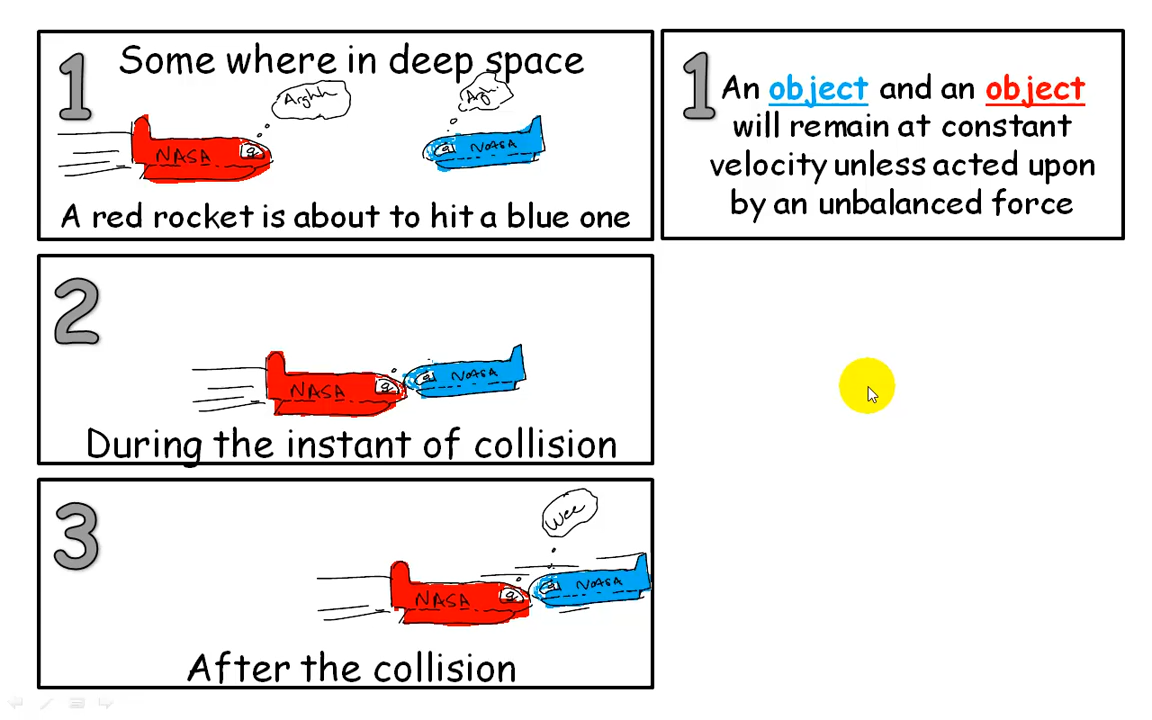 1
Some where in deep space
Arghh
Argh
NASA
NoASA
A red rocket is about to hit a blue one
1
An object and an object
will remain at constant
velocity unless acted upon
by an unbalanced force
2
NASA
NoASA
During the instant of collision
3
Wee
NASA
NoASA
After the collision